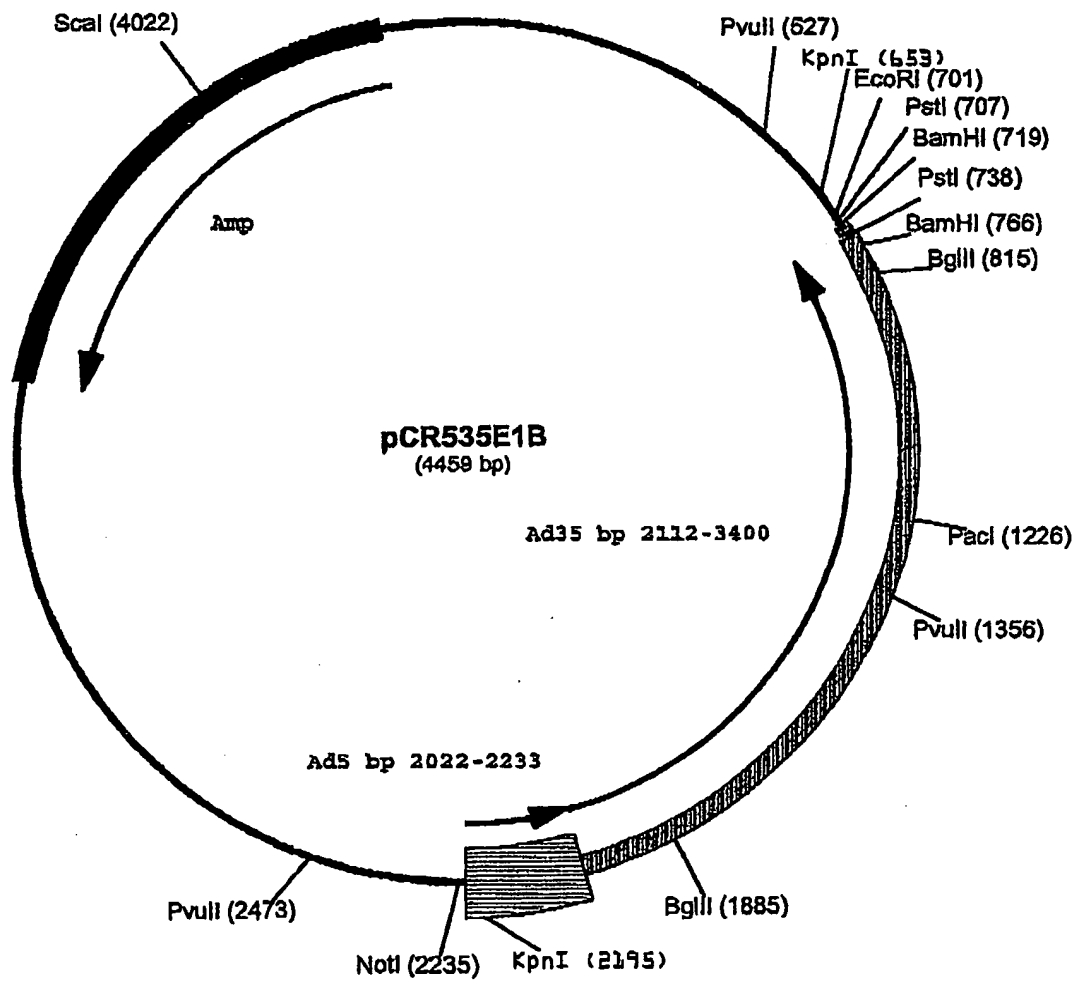 ScaI (4022)
PvuII (527)
KpnI (653)
EcoRI (701)
PstI (707)
BamHI (719)
PstI (738)
BamHI (766)
BglII (815)
Amp
pCR535E1B
(4459 bp)
Ad35 bp 2112-3400
PacI (1226)
PvuII (1356)
Ad5 bp 2022-2233
PvuII (2473)
BglII (1885)
NotI (2235)
KpnI (2195)